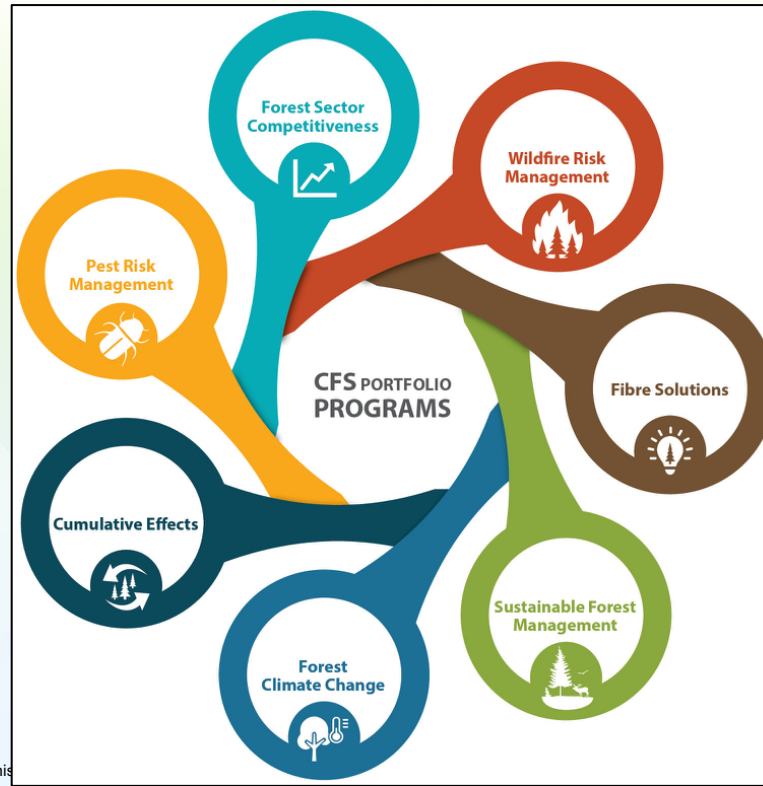 Forest Sector
Competitiveness
Wildfire Risk
Management
Pest Risk
Management
CFS PORTFOLIO
PROGRAMS
Fibre Solutions
Cumulative Effects
Sustainable Forest
Management
Forest
Climate Change